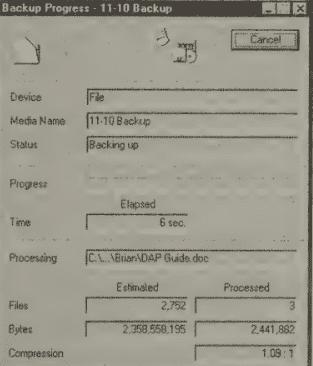 Backup Progress - 11-10 Backup
Cancel
Device File
Media Name 11-10 Backup
Status Backing up
Progress
Elapsed
Time 6 sec.
Processing C:\...\Brian\DAP Guide.doc
Estimated Processed
Files 2,752 3
Bytes 2,358,558,195 2,441,882
Compression 1.09 : 1